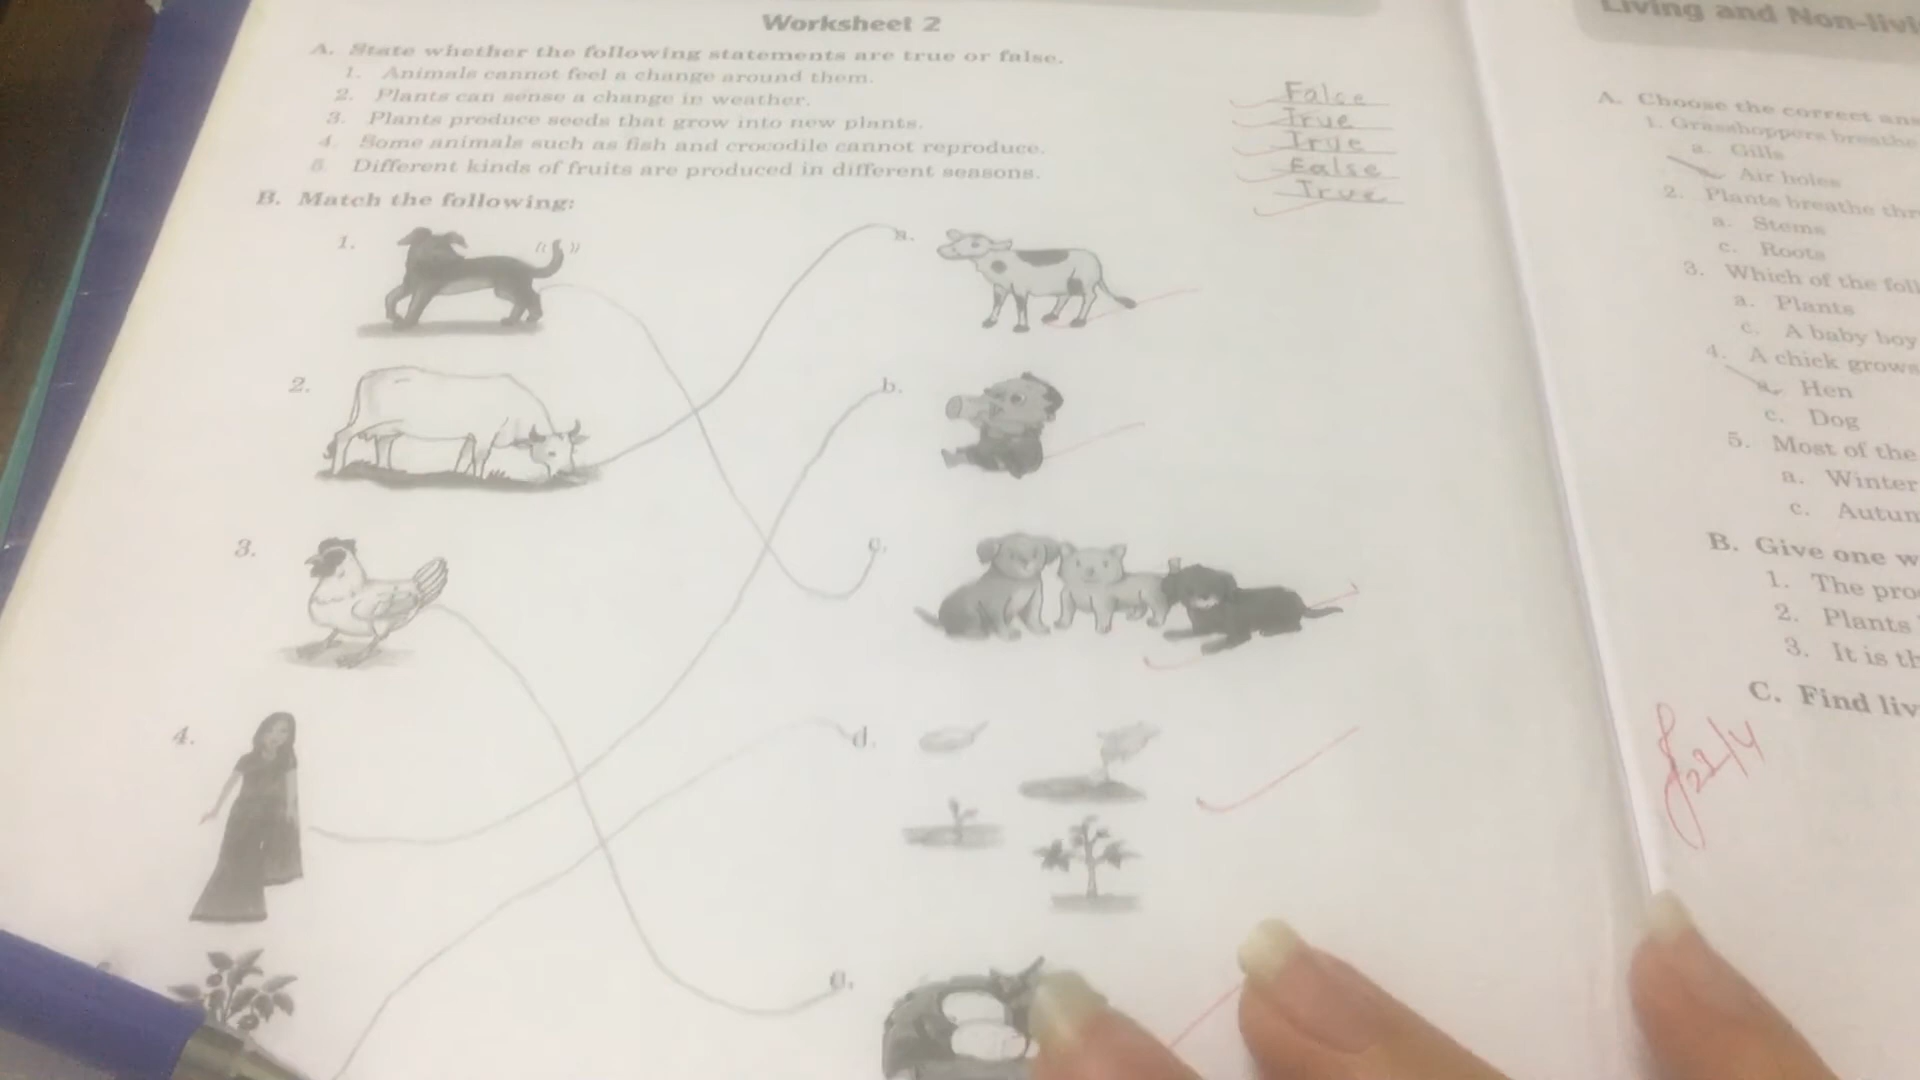 Worksheet 2
A. State whether the following statements are true or false.
1. Animals cannot feel a change around them. False
2. Plants can sense a change in weather. True
3. Plants produce seeds that grow into new plants. True
4. Some animals such as fish and crocodile cannot reproduce. False
5. Different kinds of fruits are produced in different seasons. True
B. Match the following:
1. a.
2. b.
3. c.
4. d.
e.
Living and Non-livi
A. Choose the correct ans
1. Grasshoppers breathe
a. Gills
Air holes
2. Plants breathe thr
a. Stems
c. Roots
3. Which of the foll
a. Plants
c. A baby boy
4. A chick grows
a. Hen
c. Dog
5. Most of the
a. Winter
c. Autum
B. Give one w
1. The pro
2. Plants
3. It is th
C. Find liv
22/4